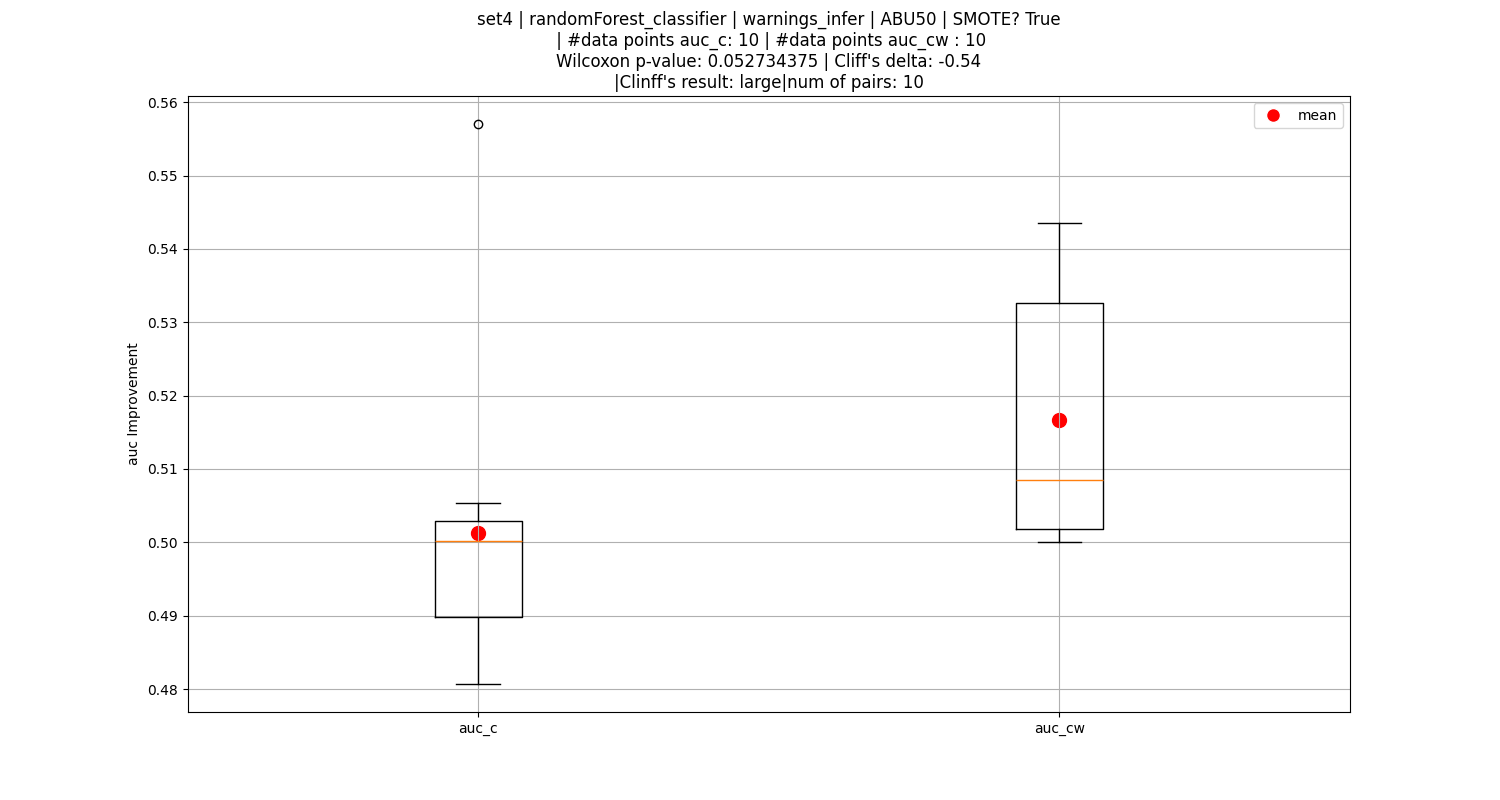 set4 | randomForest_classifier | warnings_infer | ABU50 | SMOTE? True
| #data points auc_c: 10 | #data points auc_cw : 10
Wilcoxon p-value: 0.052734375 | Cliff's delta: -0.54
|Clinff's result: large|num of pairs: 10
mean
0.56
0.55
0.54
0.53
0.52
0.51
0.50
0.49
0.48
auc Improvement
auc_c
auc_cw